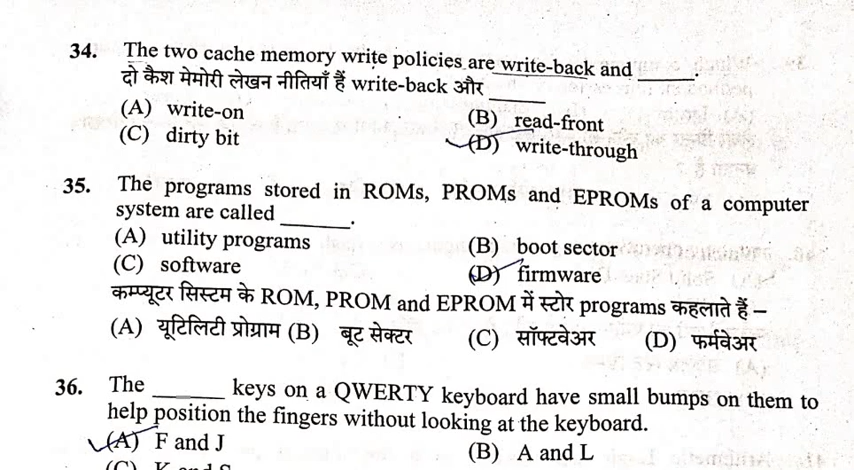 34. The two cache memory write policies are write-back and ______.
दो कैश मेमोरी लेखन नीतियाँ हैं write-back और ______
(A) write-on (B) read-front
(C) dirty bit (D) write-through
35. The programs stored in ROMs, PROMs and EPROMs of a computer
system are called ______.
(A) utility programs (B) boot sector
(C) software (D) firmware
कम्प्यूटर सिस्टम के ROM, PROM and EPROM में स्टोर programs कहलाते हैं –
(A) यूटिलिटी प्रोग्राम (B) बूट सेक्टर (C) सॉफ्टवेअर (D) फर्मवेअर
36. The ______ keys on a QWERTY keyboard have small bumps on them to
help position the fingers without looking at the keyboard.
(A) F and J (B) A and L